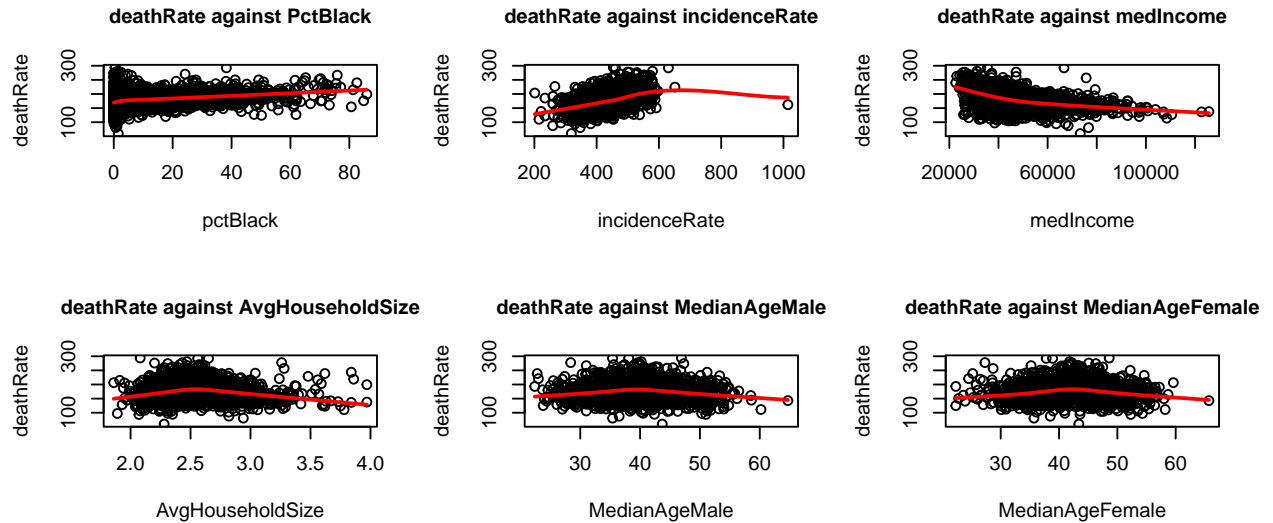 deathRate against PctBlack
deathRate
300
100
0 20 40 60 80
pctBlack
deathRate against incidenceRate
deathRate
300
100
200 400 600 800 1000
incidenceRate
deathRate against medIncome
deathRate
300
100
20000 60000 100000
medIncome
deathRate against AvgHouseholdSize
deathRate
300
100
2.0 2.5 3.0 3.5 4.0
AvgHouseholdSize
deathRate against MedianAgeMale
deathRate
300
100
30 40 50 60
MedianAgeMale
deathRate against MedianAgeFemale
deathRate
300
100
30 40 50 60
MedianAgeFemale